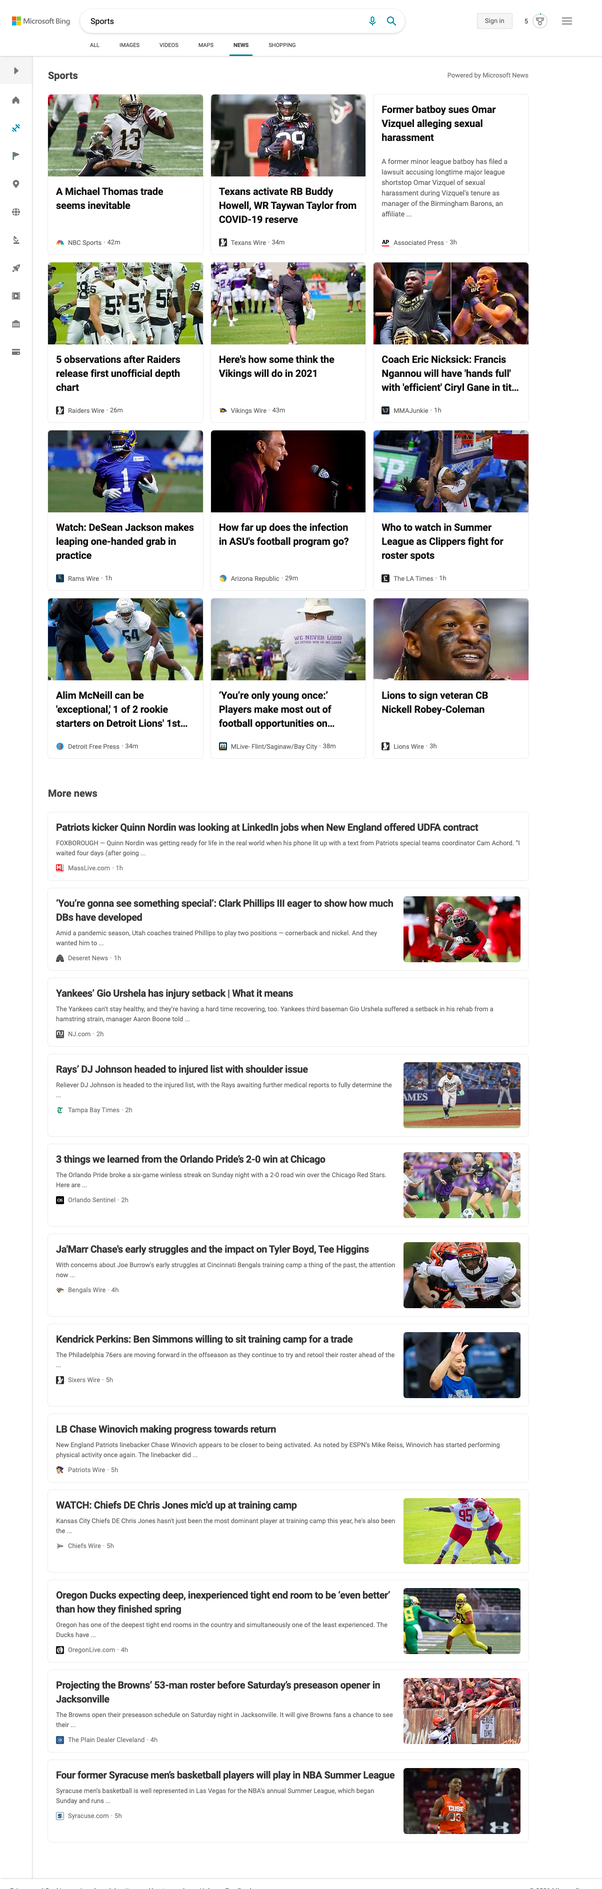 Microsoft Bing
Sports
Sign in
5
ALL
IMAGES
VIDEOS
MAPS
NEWS
SHOPPING
Sports
Powered by Microsoft News
13
A Michael Thomas trade
seems inevitable
NBC Sports · 42m
Texans activate RB Buddy
Howell, WR Taywan Taylor from
COVID-19 reserve
Texans Wire · 34m
Former batboy sues Omar
Vizquel alleging sexual
harassment
A former minor league batboy has filed a
lawsuit accusing longtime major league
shortstop Omar Vizquel of sexual
harassment during Vizquel's tenure as
manager of the Birmingham Barons, an
affiliate ...
AP Associated Press · 3h
5 observations after Raiders
release first unofficial depth
chart
Raiders Wire · 26m
Here's how some think the
Vikings will do in 2021
Vikings Wire · 43m
Coach Eric Nicksick: Francis
Ngannou will have 'hands full'
with 'efficient' Ciryl Gane in tit...
MMAJunkie · 1h
1
Watch: DeSean Jackson makes
leaping one-handed grab in
practice
Rams Wire · 1h
How far up does the infection
in ASU's football program go?
Arizona Republic · 29m
Who to watch in Summer
League as Clippers fight for
roster spots
The LA Times · 1h
54
Alim McNeill can be
'exceptional,' 1 of 2 rookie
starters on Detroit Lions' 1st...
Detroit Free Press · 34m
WE NEVER LOSE
‘You’re only young once:’
Players make most out of
football opportunities on...
MLive- Flint/Saginaw/Bay City · 38m
Lions to sign veteran CB
Nickell Robey-Coleman
Lions Wire · 3h
More news
Patriots kicker Quinn Nordin was looking at LinkedIn jobs when New England offered UDFA contract
FOXBOROUGH — Quinn Nordin was getting ready for life in the real world when his phone lit up with a text from Patriots special teams coordinator Cam Achord. "I
waited four days (after going ...
MassLive.com · 1h
‘You’re gonna see something special’: Clark Phillips III eager to show how much
DBs have developed
Amid a pandemic season, Utah coaches trained Phillips to play two positions — cornerback and nickel. And they
wanted him to ...
Deseret News · 1h
Yankees’ Gio Urshela has injury setback | What it means
The Yankees can't stay healthy, and they're having a hard time recovering, too. Yankees third baseman Gio Urshela suffered a setback in his rehab from a
hamstring strain, manager Aaron Boone told ...
NJ.com · 2h
Rays’ DJ Johnson headed to injured list with shoulder issue
Reliever DJ Johnson is headed to the injured list, with the Rays awaiting further medical reports to fully determine the
...
Tampa Bay Times · 2h
3 things we learned from the Orlando Pride’s 2-0 win at Chicago
The Orlando Pride broke a six-game winless streak on Sunday night with a 2-0 road win over the Chicago Red Stars.
Here are ...
Orlando Sentinel · 2h
Ja'Marr Chase's early struggles and the impact on Tyler Boyd, Tee Higgins
With concerns about Joe Burrow's early struggles at Cincinnati Bengals training camp a thing of the past, the attention
now ...
Bengals Wire · 4h
Kendrick Perkins: Ben Simmons willing to sit training camp for a trade
The Philadelphia 76ers are moving forward in the offseason as they continue to try and retool their roster ahead of the
...
Sixers Wire · 5h
LB Chase Winovich making progress towards return
New England Patriots linebacker Chase Winovich appears to be closer to being activated. As noted by ESPN's Mike Reiss, Winovich has started performing
physical activity once again. The linebacker did ...
Patriots Wire · 5h
WATCH: Chiefs DE Chris Jones mic'd up at training camp
Kansas City Chiefs DE Chris Jones hasn't just been the most dominant player at training camp this year, he's also been
the ...
Chiefs Wire · 5h
95
Oregon Ducks expecting deep, inexperienced tight end room to be ‘even better’
than how they finished spring
Oregon has one of the deepest tight end rooms in the country and simultaneously one of the least experienced. The
Ducks have ...
OregonLive.com · 4h
Projecting the Browns’ 53-man roster before Saturday’s preseason opener in
Jacksonville
The Browns open their preseason schedule on Saturday night in Jacksonville. It will give Browns fans a chance to see
their ...
The Plain Dealer Cleveland · 4h
Four former Syracuse men’s basketball players will play in NBA Summer League
Syracuse men's basketball is well represented in Las Vegas for the NBA's annual Summer League, which began
Sunday and runs ...
Syracuse.com · 5h
CUSE